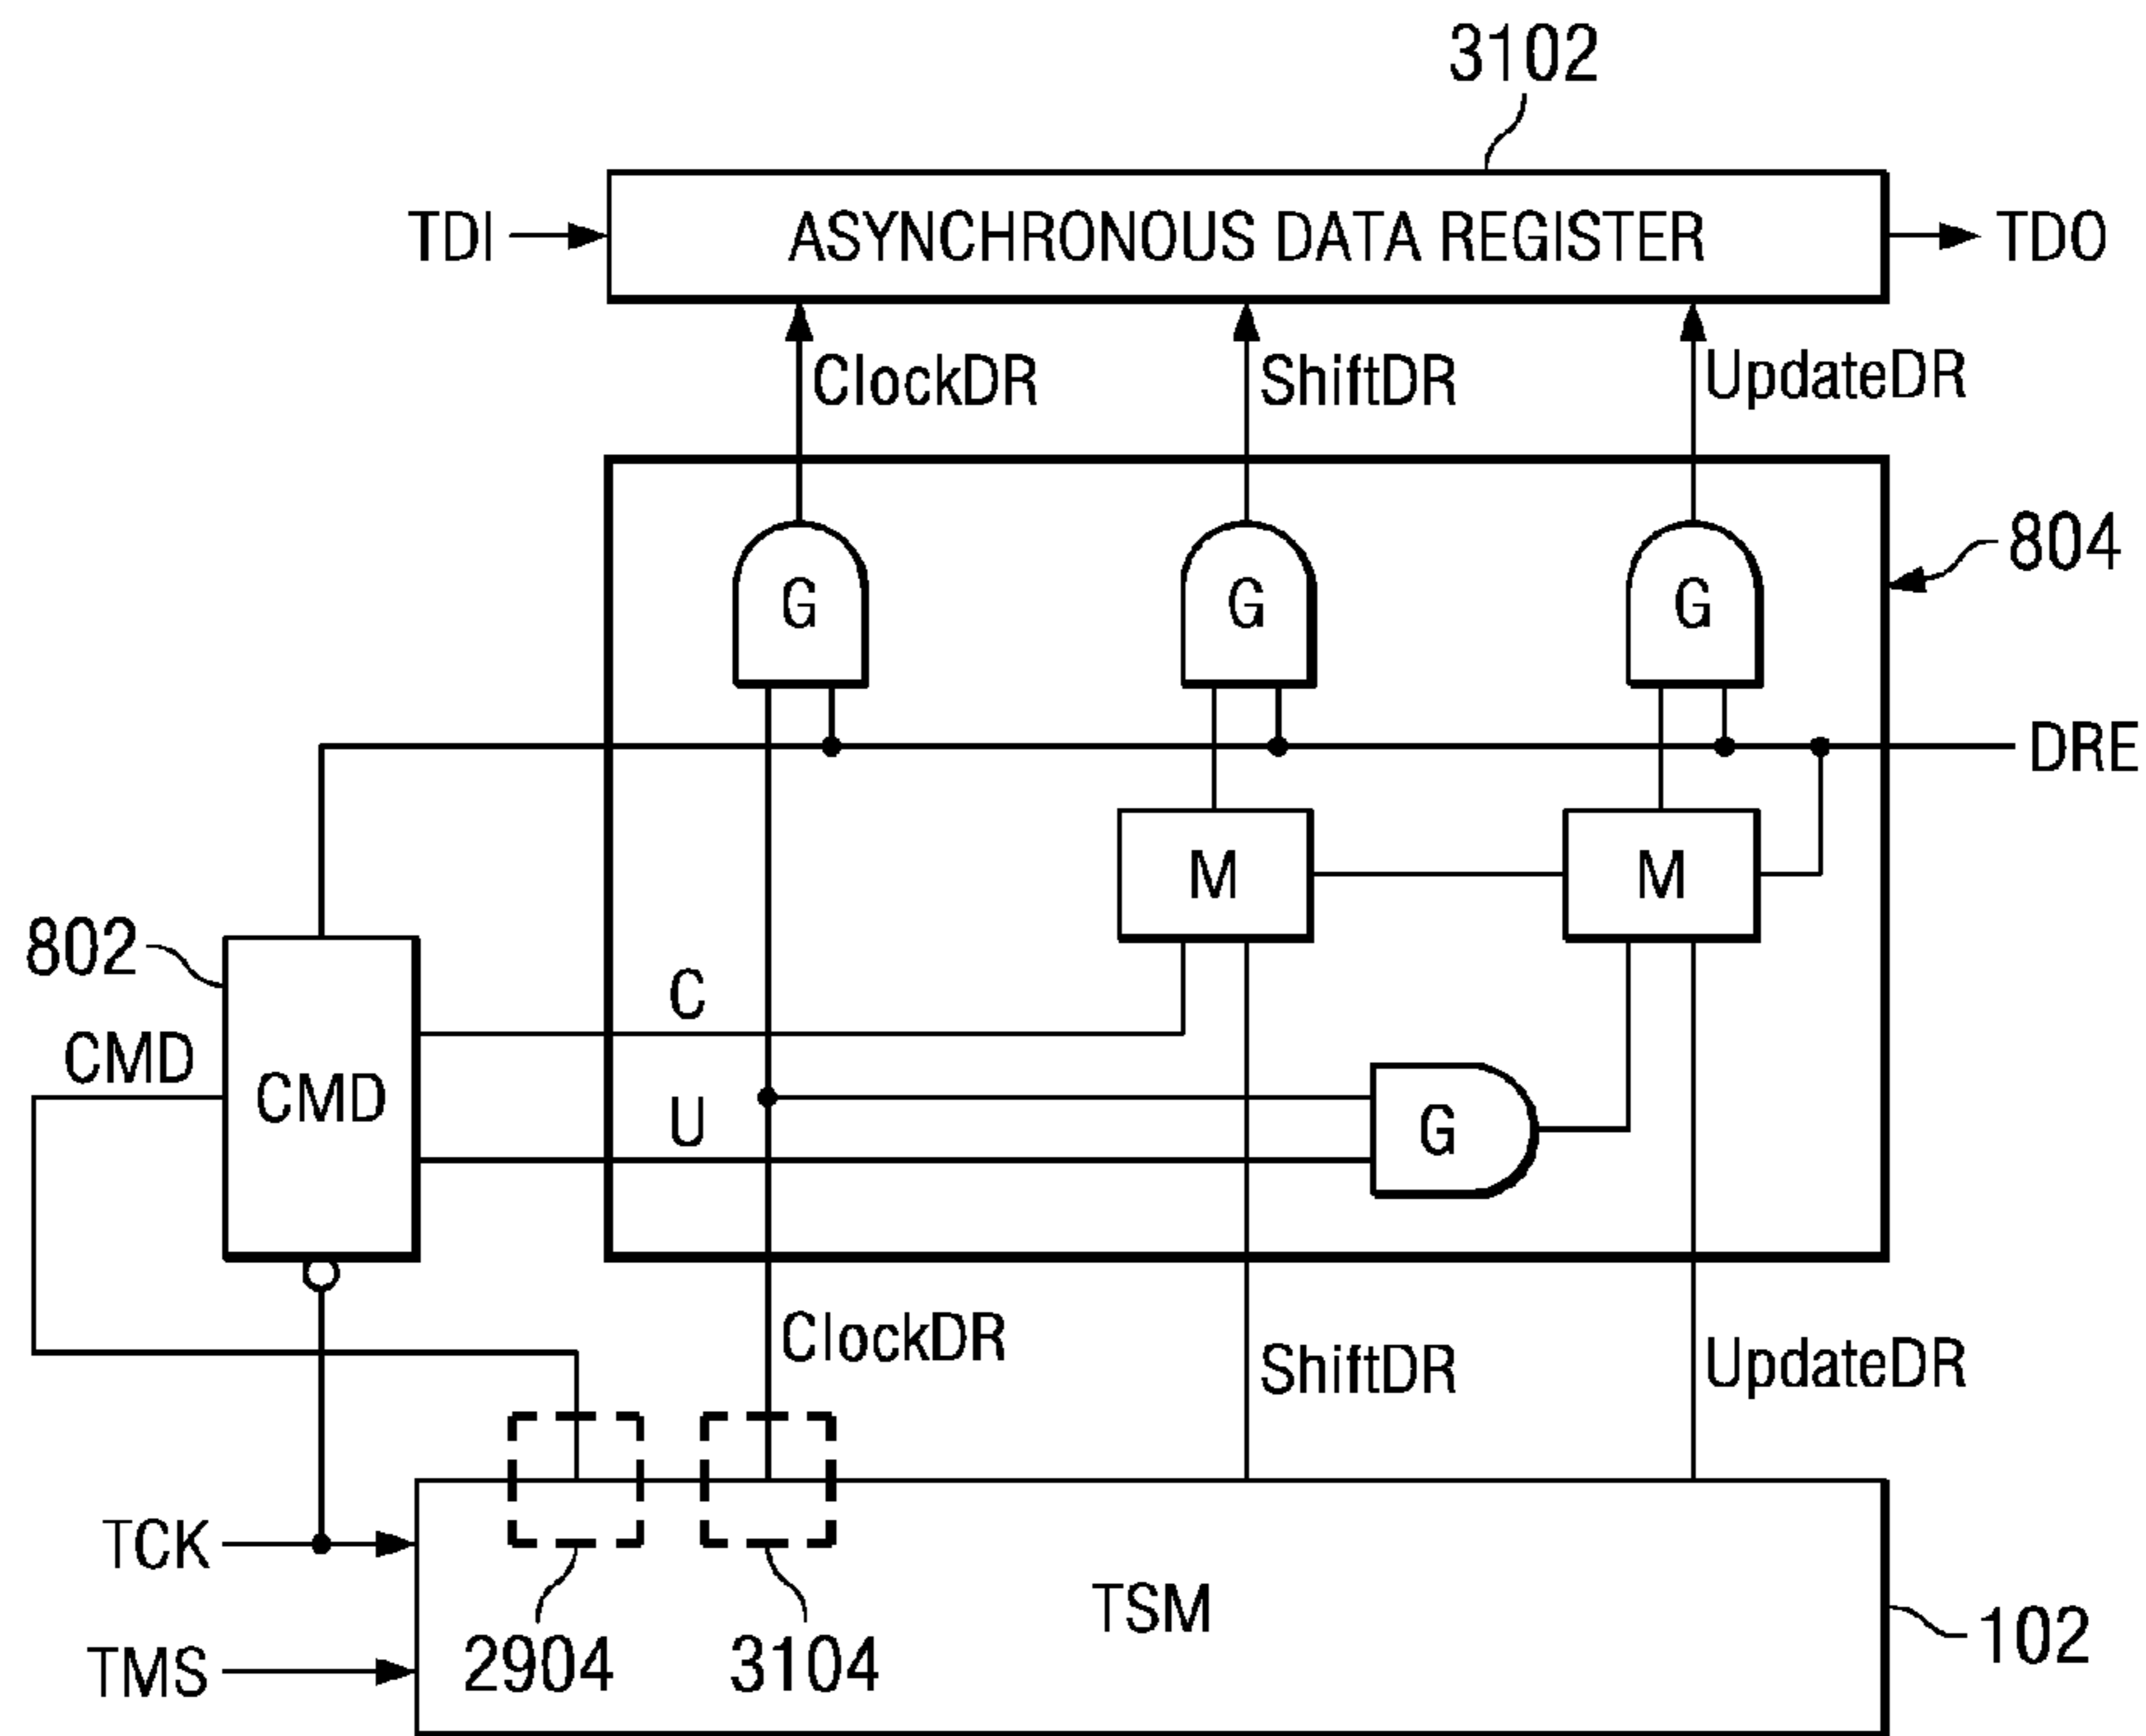 3102
TDI
ASYNCHRONOUS DATA REGISTER
TDO
ClockDR
ShiftDR
UpdateDR
804
G
G
G
DRE
M
M
802
C
CMD
CMD
U
G
ClockDR
ShiftDR
UpdateDR
TCK
TSM
TMS
2904
3104
102